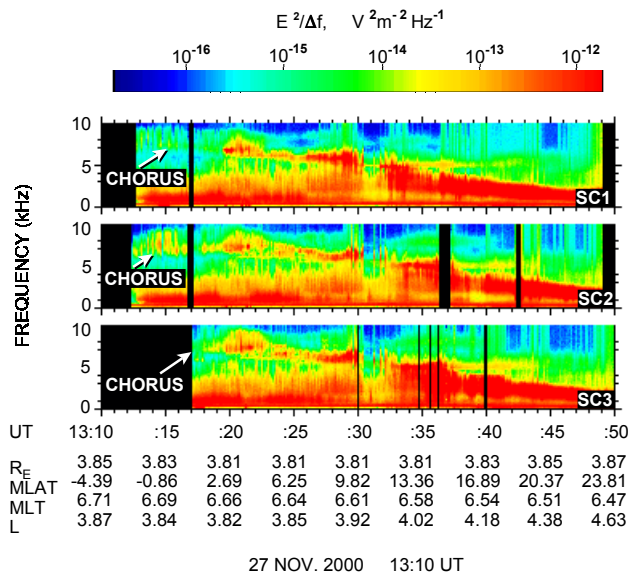 E ²/Δf, V ²m⁻² Hz⁻¹
10⁻¹⁶ 10⁻¹⁵ 10⁻¹⁴ 10⁻¹³ 10⁻¹²
FREQUENCY (kHz)
10
5
0
CHORUS
SC1
10
5
0
CHORUS
SC2
10
5
0
CHORUS
SC3
UT 13:10 :15 :20 :25 :30 :35 :40 :45 :50
R_E 3.85 3.83 3.81 3.81 3.81 3.81 3.83 3.85 3.87
MLAT -4.39 -0.86 2.69 6.25 9.82 13.36 16.89 20.37 23.81
MLT 6.71 6.69 6.66 6.64 6.61 6.58 6.54 6.51 6.47
L 3.87 3.84 3.82 3.85 3.92 4.02 4.18 4.38 4.63
27 NOV. 2000 13:10 UT